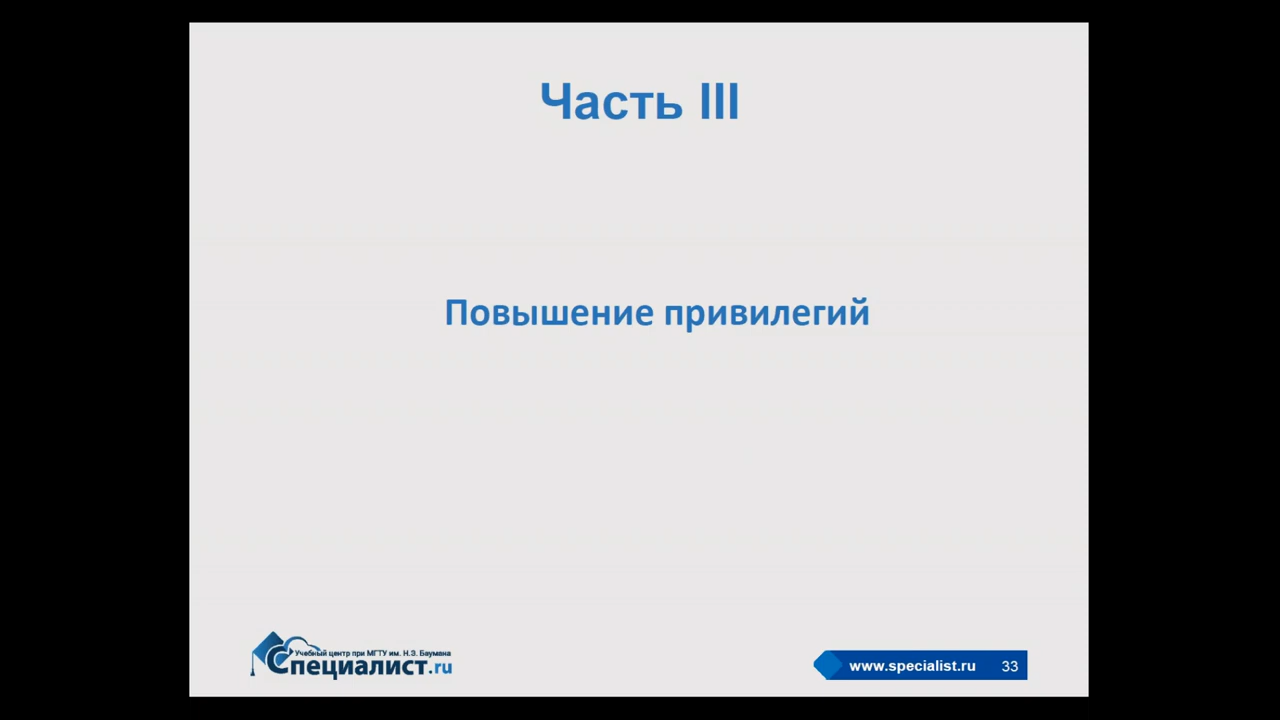 Часть III
Повышение привилегий
Учебный центр при МГТУ им. Н.Э. Баумана
Специалист.ru
www.specialist.ru 33